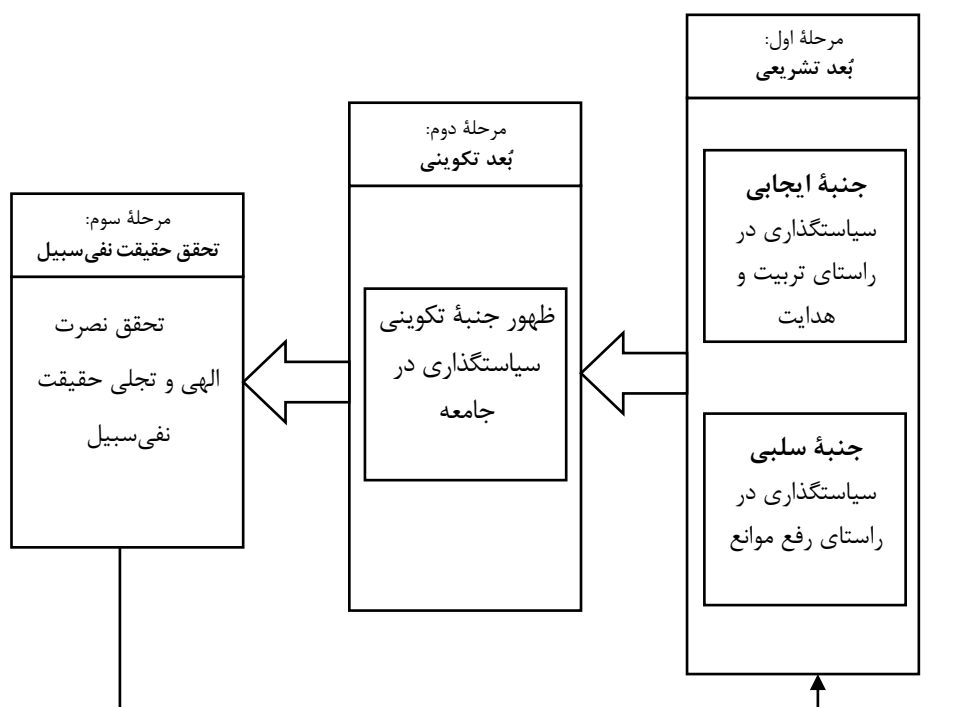 مرحلهٔ اول:
بُعد تشریعی
جنبهٔ ایجابی
سیاستگذاری در
راستای تربیت و
هدایت
جنبهٔ سلبی
سیاستگذاری در
راستای رفع موانع
مرحلهٔ دوم:
بُعد تکوینی
ظهور جنبهٔ تکوینی
سیاستگذاری در
جامعه
مرحلهٔ سوم:
تحقق حقیقت نفی‌سبیل
تحقق نصرت
الهی و تجلی حقیقت
نفی‌سبیل